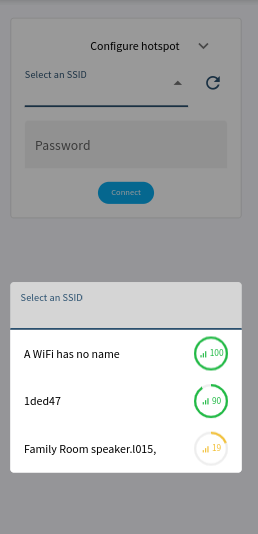 Configure hotspot
Select an SSID
Password
Connect
Select an SSID
A WiFi has no name
100
1ded47
90
Family Room speaker.l015,
19